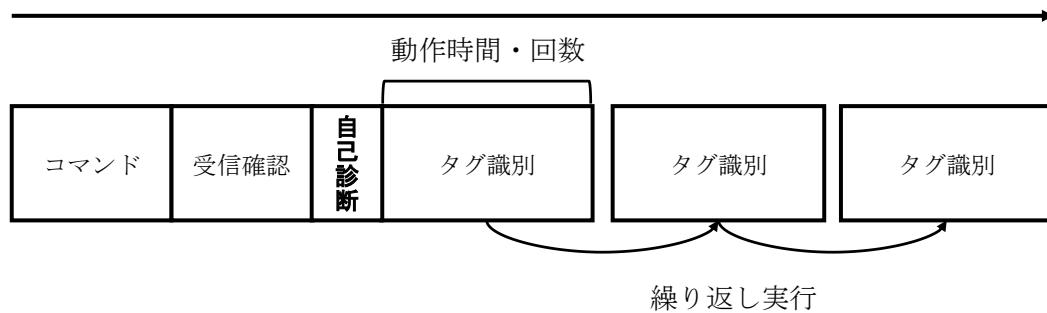 動作時間・回数
コマンド
受信確認
自己診断
タグ識別
タグ識別
タグ識別
繰り返し実行